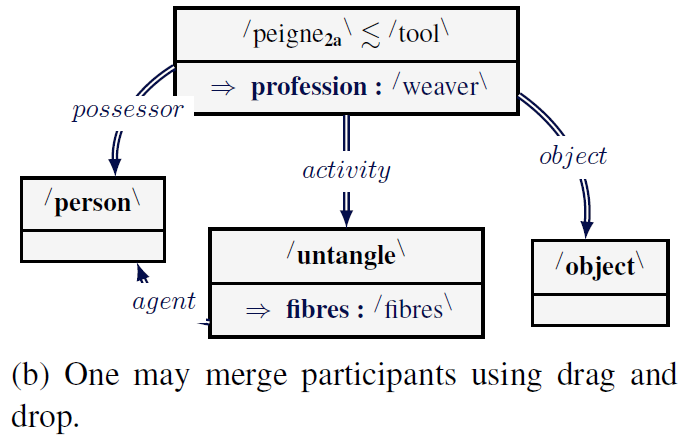 /peigne2a\ ≲ /tool\
⇒ profession : /weaver\
possessor
activity
object
/person\
/untangle\
⇒ fibres : /fibres\
/object\
agent
(b) One may merge participants using drag and
drop.